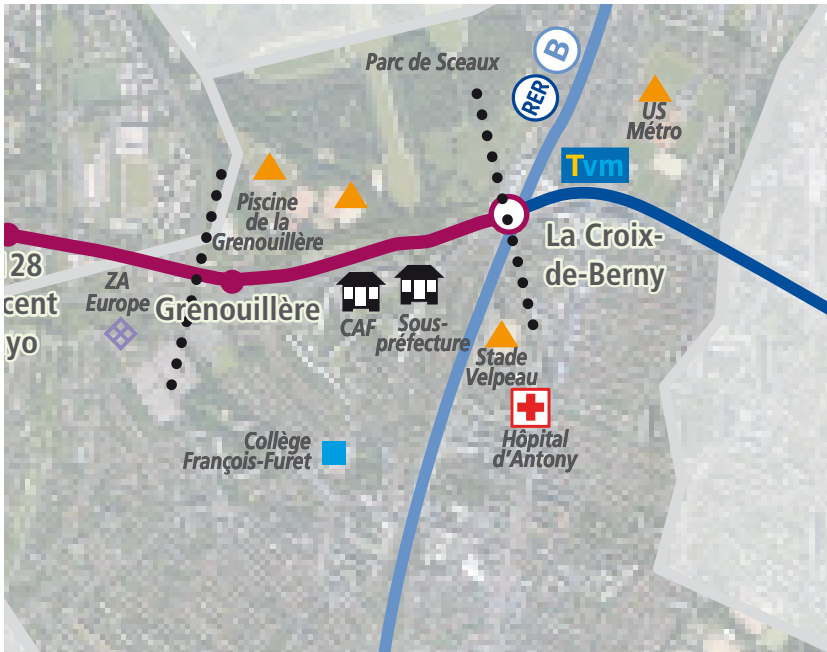 Parc de Sceaux
B
RER
US
Métro
Tvm
Piscine
de la
Grenouillère
La Croix-
de-Berny
128
cent
yo
ZA
Europe
Grenouillère
CAF
Sous-
préfecture
Stade
Velpeau
Hôpital
d'Antony
Collège
François-Furet